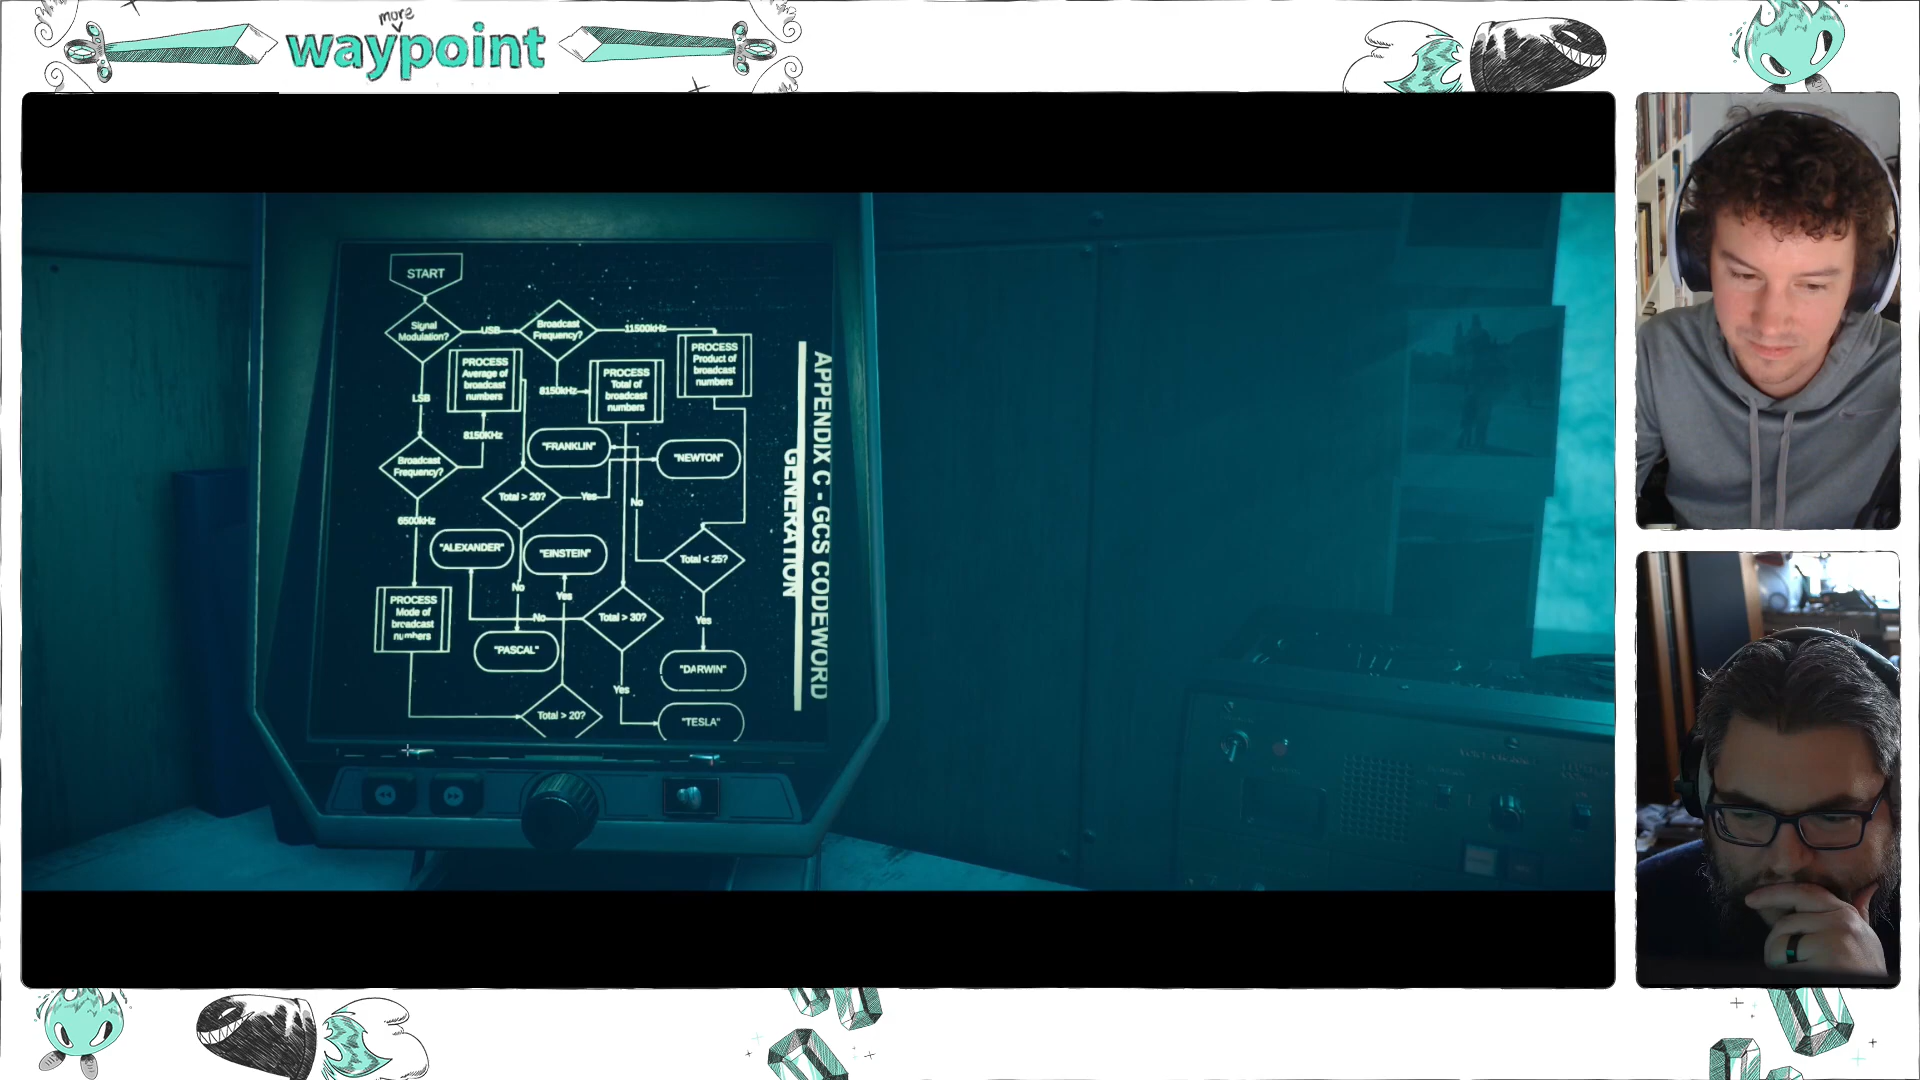 more
waypoint
START
Signal
Modulation?
USB
Broadcast
Frequency?
11500kHz
PROCESS
Product of
broadcast
numbers
PROCESS
Average of
broadcast
numbers
PROCESS
Total of
broadcast
numbers
8150kHz
LSB
8150KHz
"FRANKLIN"
"NEWTON"
Broadcast
Frequency?
Total > 20?
Yes
No
6500kHz
"ALEXANDER"
"EINSTEIN"
Total < 25?
No
Yes
PROCESS
Mode of
broadcast
numbers
No
Total > 30?
Yes
"PASCAL"
"DARWIN"
Yes
Total > 20?
"TESLA"
APPENDIX C - GCS CODEWORD
GENERATION